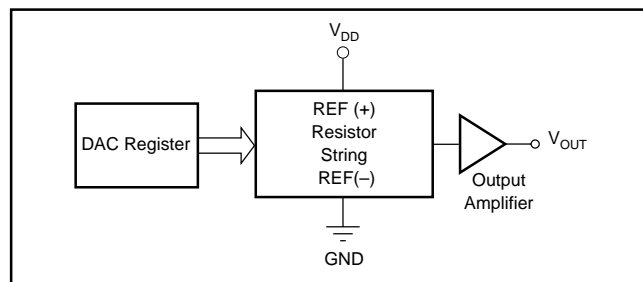 V_DD
DAC Register
REF (+)
Resistor
String
REF(–)
V_OUT
Output
Amplifier
GND